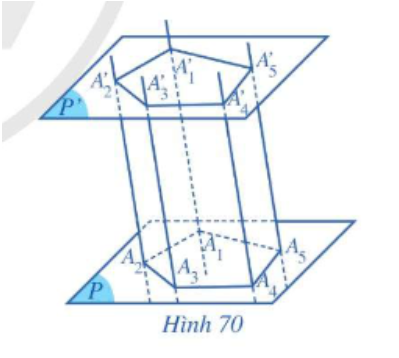 A'₁ A'₅
A'₂ A'₃
A'₄
P'
A₁ A₅
A₂
A₃ A₄
P
Hình 70